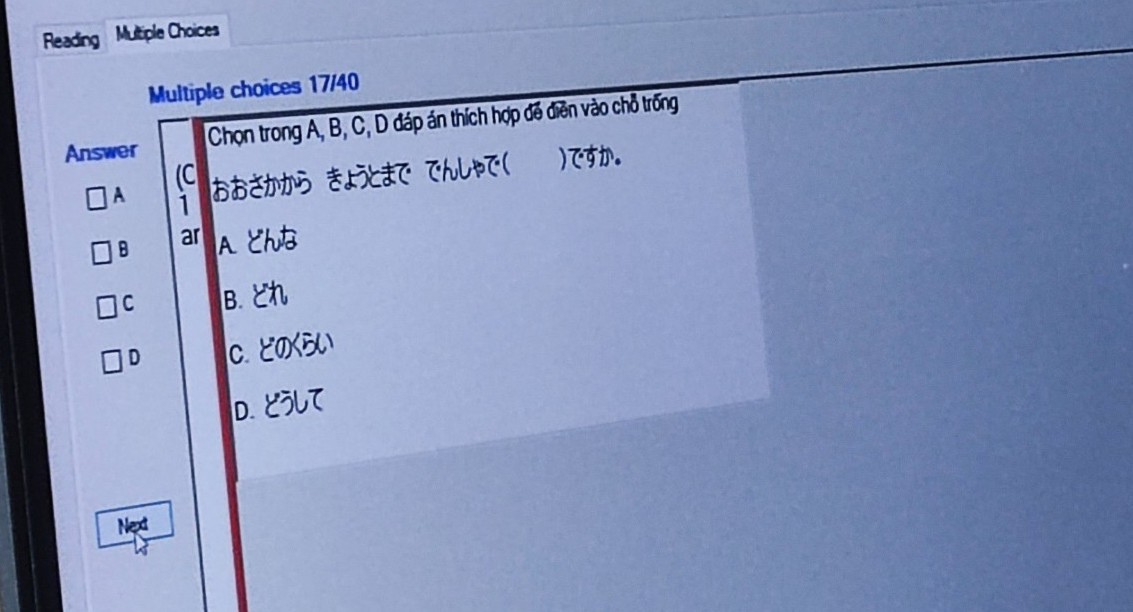 Reading Multiple Choices
Multiple choices 17/40
Answer
A
B
C
D
Next
(C
1
ar
Chọn trong A, B, C, D đáp án thích hợp để điền vào chỗ trống
おおさかから きょうとまで でんしゃで( )ですか。
A. どんな
B. どれ
C. どのくらい
D. どうして